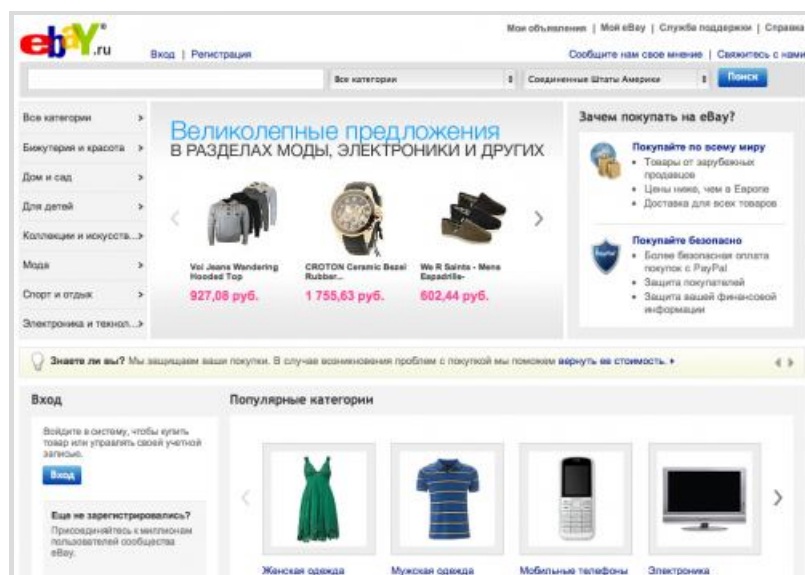 Мои объявления | Мой eBay | Служба поддержки | Справка
ebaY® .ru
Вход | Регистрация
Сообщите нам свое мнение | Свяжитесь с нами
Все категории
Соединенные Штаты Америки
Поиск
Все категории
Бижутерия и красота
Дом и сад
Для детей
Коллекции и искусств...
Мода
Спорт и отдых
Электроника и технол...
Великолепные предложения
В РАЗДЕЛАХ МОДЫ, ЭЛЕКТРОНИКИ И ДРУГИХ
Voi Jeans Wandering
Hooded Top
927,08 руб.
CROTON Ceramic Bezel
Rubber...
1 755,63 руб.
We R Saints - Mens
Espadrille-
602,44 руб.
Зачем покупать на eBay?
Покупайте по всему миру
Товары от зарубежных
продавцов
Цены ниже, чем в Европе
Доставка для всех товаров
PayPal
Покупайте безопасно
Более безопасная оплата
покупок с PayPal
Защита покупателей
Защита вашей финансовой
информации
Знаете ли вы? Мы защищаем ваши покупки. В случае возникновения проблем с покупкой мы поможем вернуть ее стоимость.
Вход
Войдите в систему, чтобы купить
товар или управлять своей учетной
записью.
Вход
Еще не зарегистрировались?
Присоединяйтесь к миллионам
пользователей сообщества
eBay.
Популярные категории
Женская одежда
Мужская одежда
Мобильные телефоны
Электроника